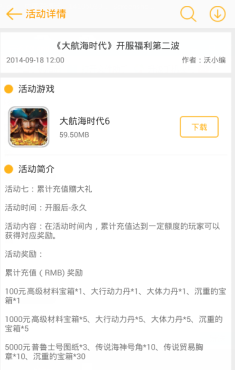 活动详情
《大航海时代》开服福利第二波
2014-09-18 12:00 作者：沃小编
活动游戏
大航海时代6
59.50MB
下载
活动简介
活动七：累计充值赠大礼
活动时间：开服后-永久
活动内容：在活动时间内，累计充值达到一定额度的玩家可以
获得对应奖励。
活动奖励：
累计充值（RMB) 奖励
100元高级材料宝箱*1、大行动力丹*1、大体力丹*1、沉重的宝
箱*1
1000元高级材料宝箱*5、大行动力丹*5、大体力丹*5、沉重的
宝箱*5
5000元普鲁士号图纸*3、传说海神号角*10、传说贸易胸
章*10、沉重的宝箱*30